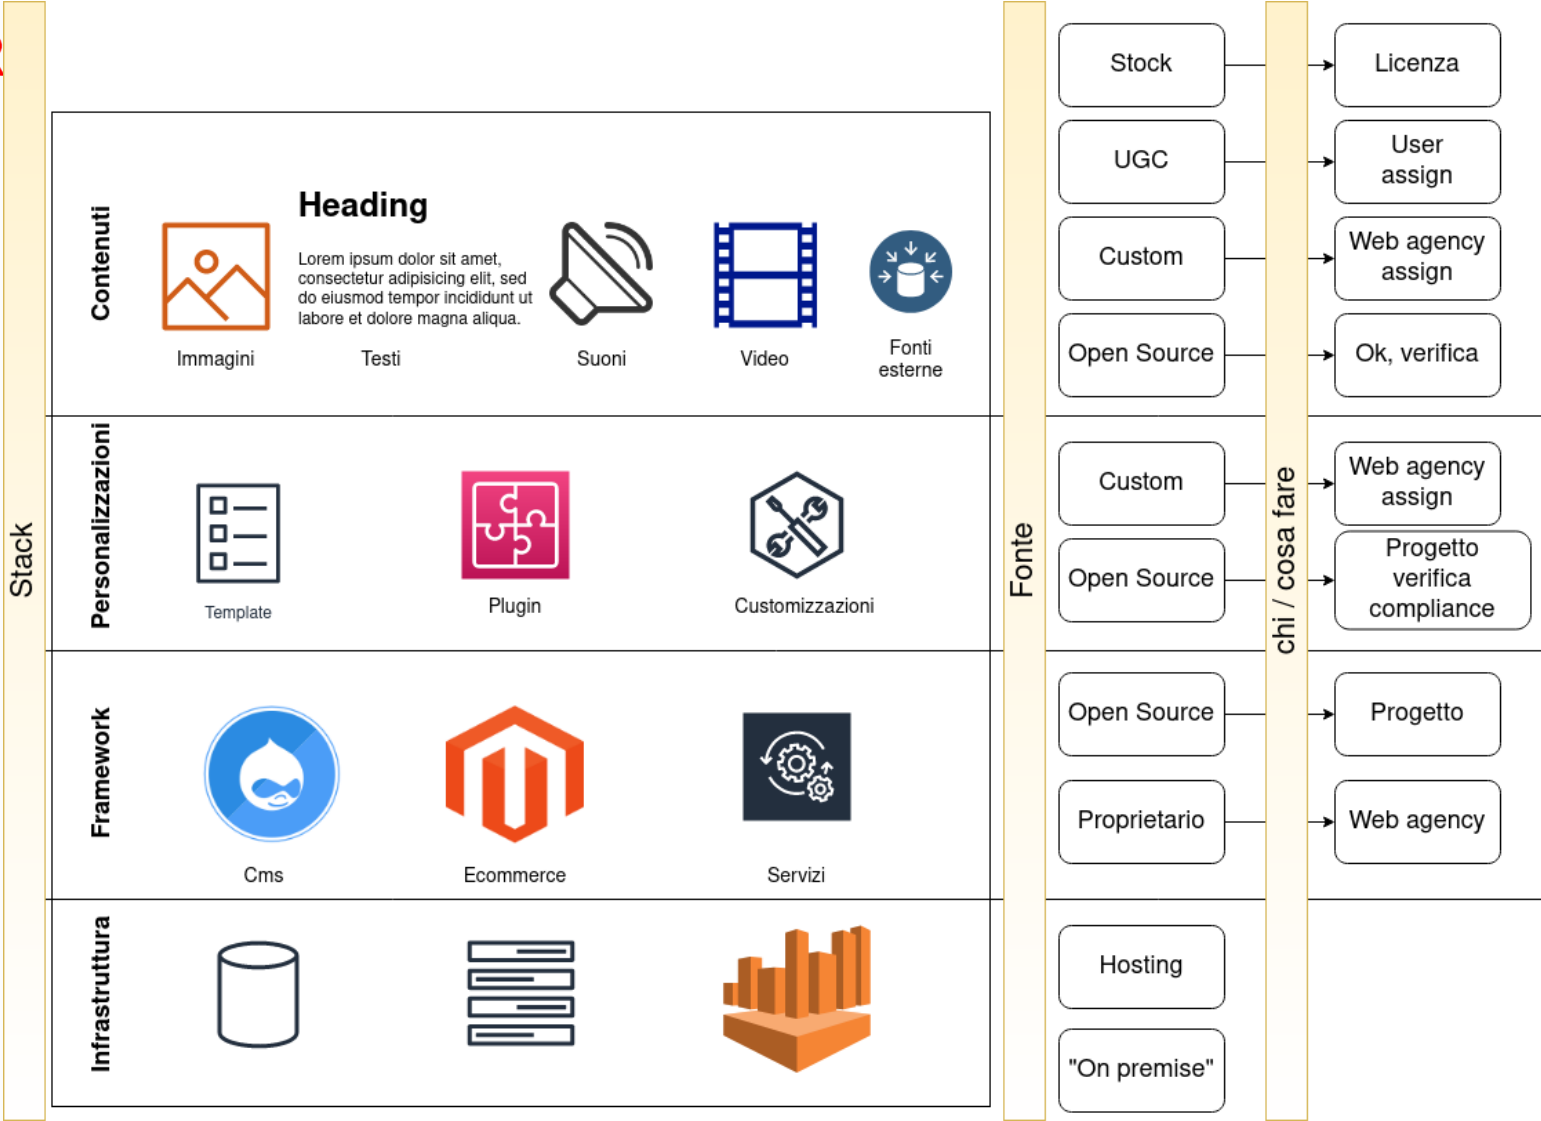 Stack
Contenuti
Heading
Lorem ipsum dolor sit amet,
consectetur adipisicing elit, sed
do eiusmod tempor incididunt ut
labore et dolore magna aliqua.
Immagini
Testi
Suoni
Video
Fonti
esterne
Personalizzazioni
Template
Plugin
Customizzazioni
Framework
Cms
Ecommerce
Servizi
Infrastruttura
Fonte
chi / cosa fare
Stock
Licenza
UGC
User
assign
Custom
Web agency
assign
Open Source
Ok, verifica
Custom
Web agency
assign
Open Source
Progetto
verifica
compliance
Open Source
Progetto
Proprietario
Web agency
Hosting
"On premise"